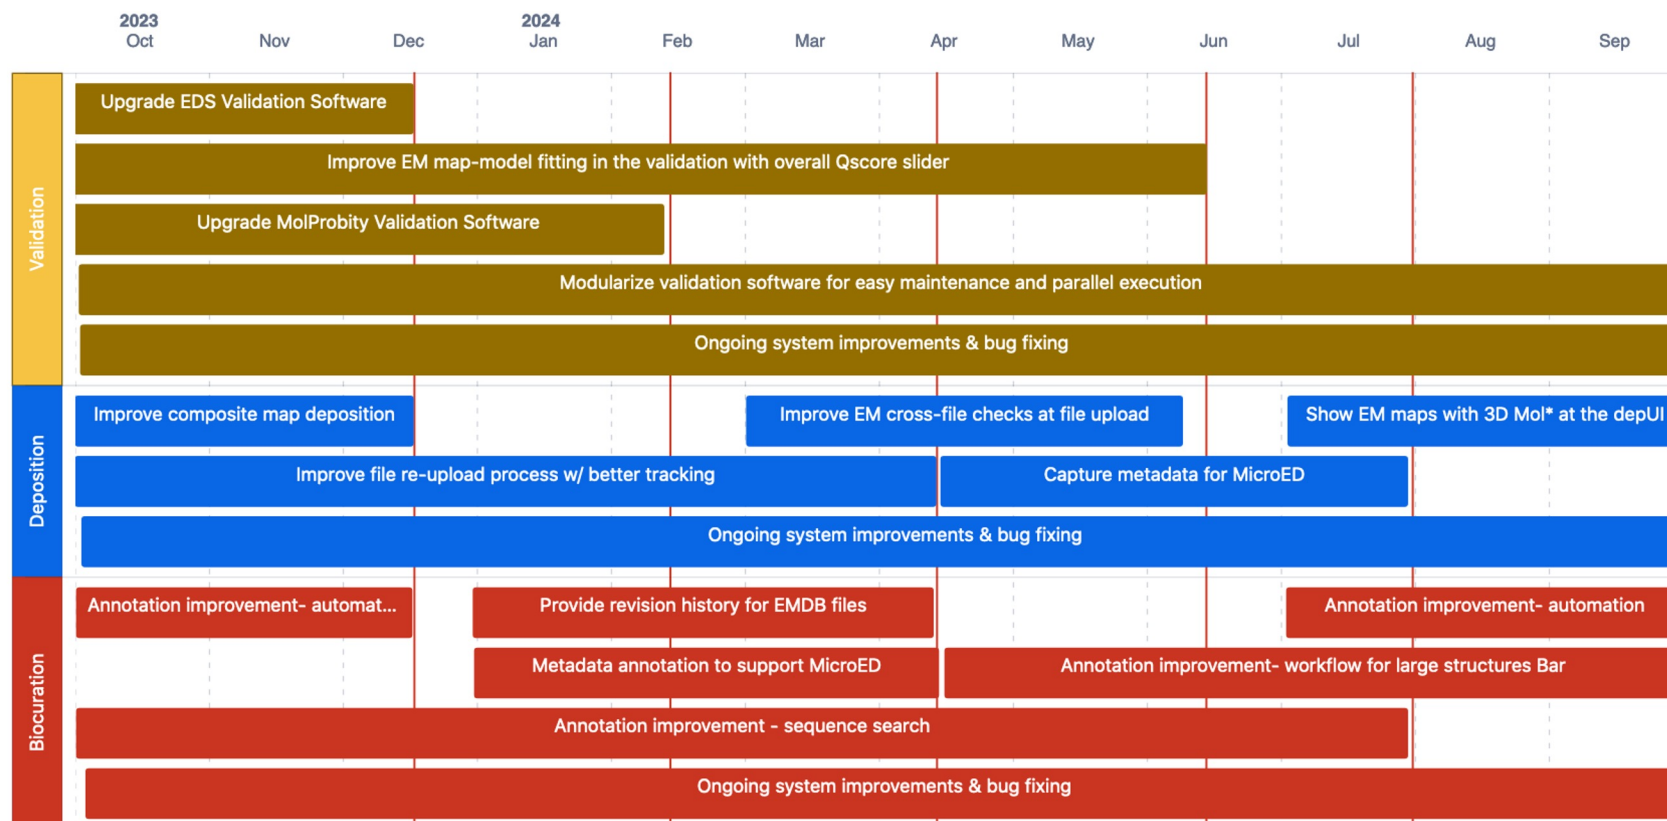 2023
2024
Oct Nov Dec Jan Feb Mar Apr May Jun Jul Aug Sep
Validation
Upgrade EDS Validation Software
Improve EM map-model fitting in the validation with overall Qscore slider
Upgrade MolProbity Validation Software
Modularize validation software for easy maintenance and parallel execution
Ongoing system improvements & bug fixing
Deposition
Improve composite map deposition
Improve EM cross-file checks at file upload
Show EM maps with 3D Mol* at the depUI
Improve file re-upload process w/ better tracking
Capture metadata for MicroED
Ongoing system improvements & bug fixing
Biocuration
Annotation improvement- automat...
Provide revision history for EMDB files
Annotation improvement- automation
Metadata annotation to support MicroED
Annotation improvement- workflow for large structures Bar
Annotation improvement - sequence search
Ongoing system improvements & bug fixing